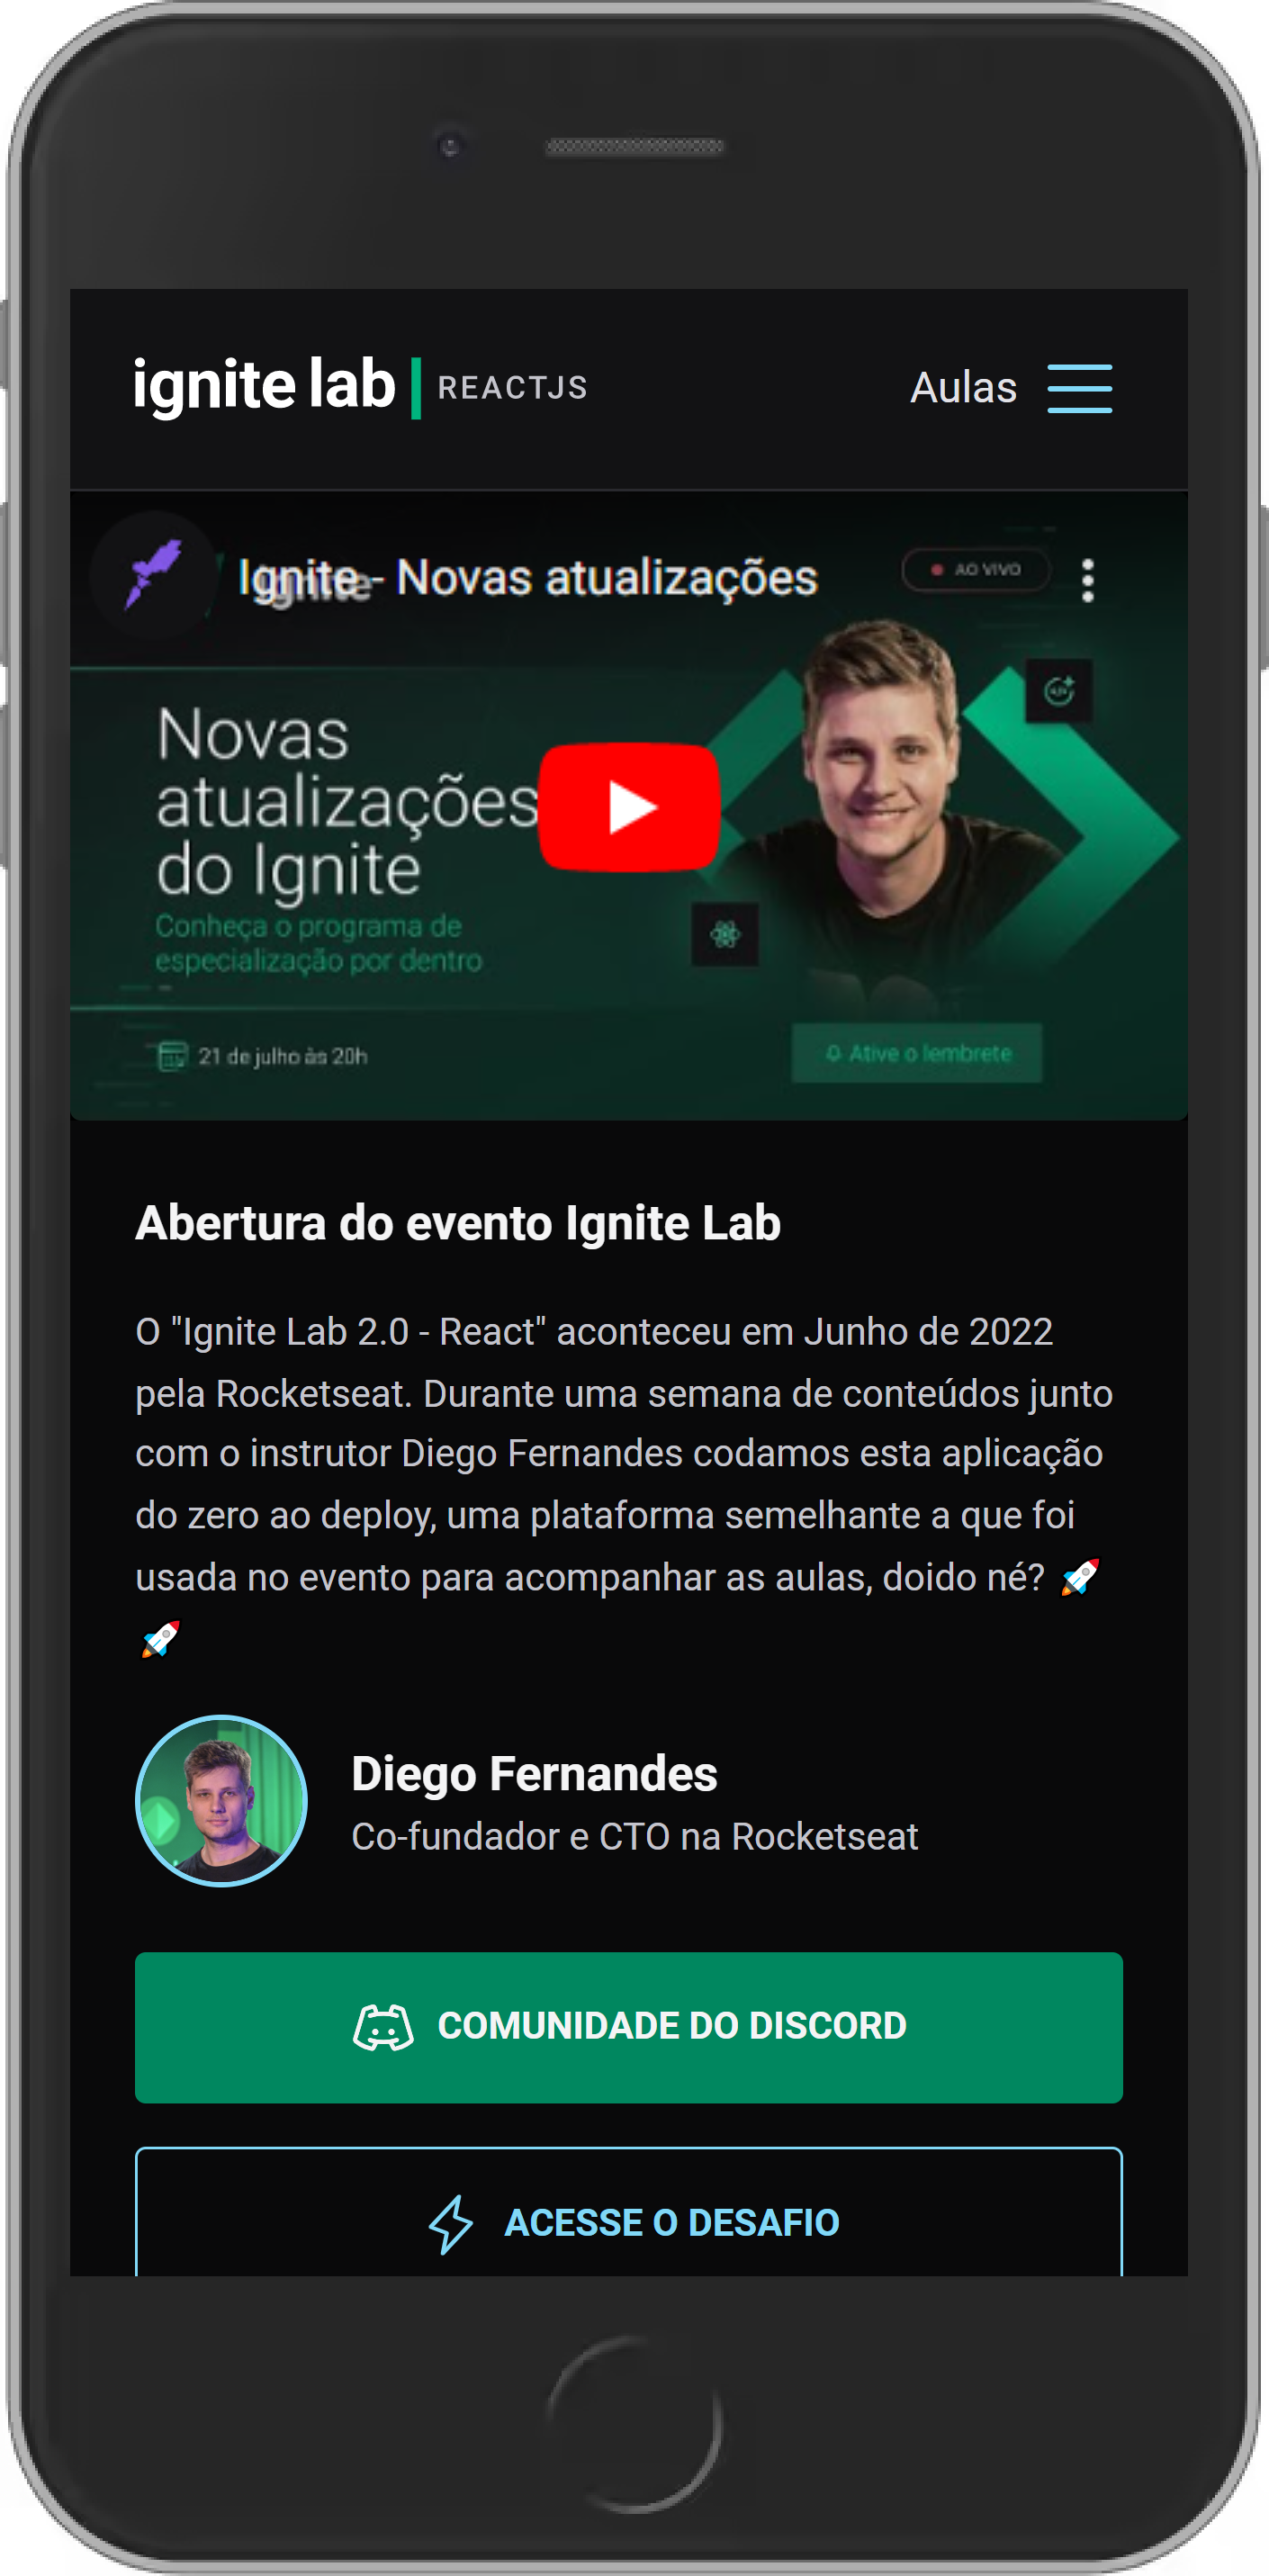 ignite lab | REACTJS
Aulas
Ignite - Novas atualizações
AO VIVO
Novas
atualizações
do Ignite
Conheça o programa de
especialização por dentro
21 de julho às 20h
Ative o lembrete
Abertura do evento Ignite Lab
O "Ignite Lab 2.0 - React" aconteceu em Junho de 2022
pela Rocketseat. Durante uma semana de conteúdos junto
com o instrutor Diego Fernandes codamos esta aplicação
do zero ao deploy, uma plataforma semelhante a que foi
usada no evento para acompanhar as aulas, doido né? 🚀
🚀
Diego Fernandes
Co-fundador e CTO na Rocketseat
COMUNIDADE DO DISCORD
ACESSE O DESAFIO